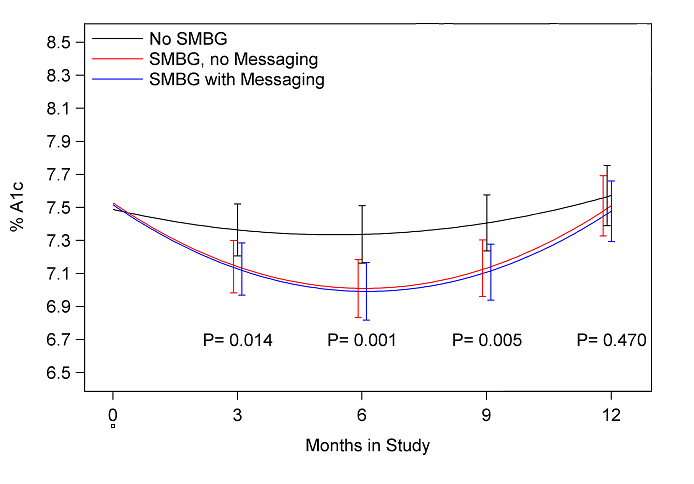 No SMBG
SMBG, no Messaging
SMBG with Messaging
8.5
8.3
8.1
7.9
7.7
7.5
7.3
7.1
6.9
6.7
6.5
% A1c
P= 0.014 P= 0.001 P= 0.005 P= 0.470
0 3 6 9 12
Months in Study